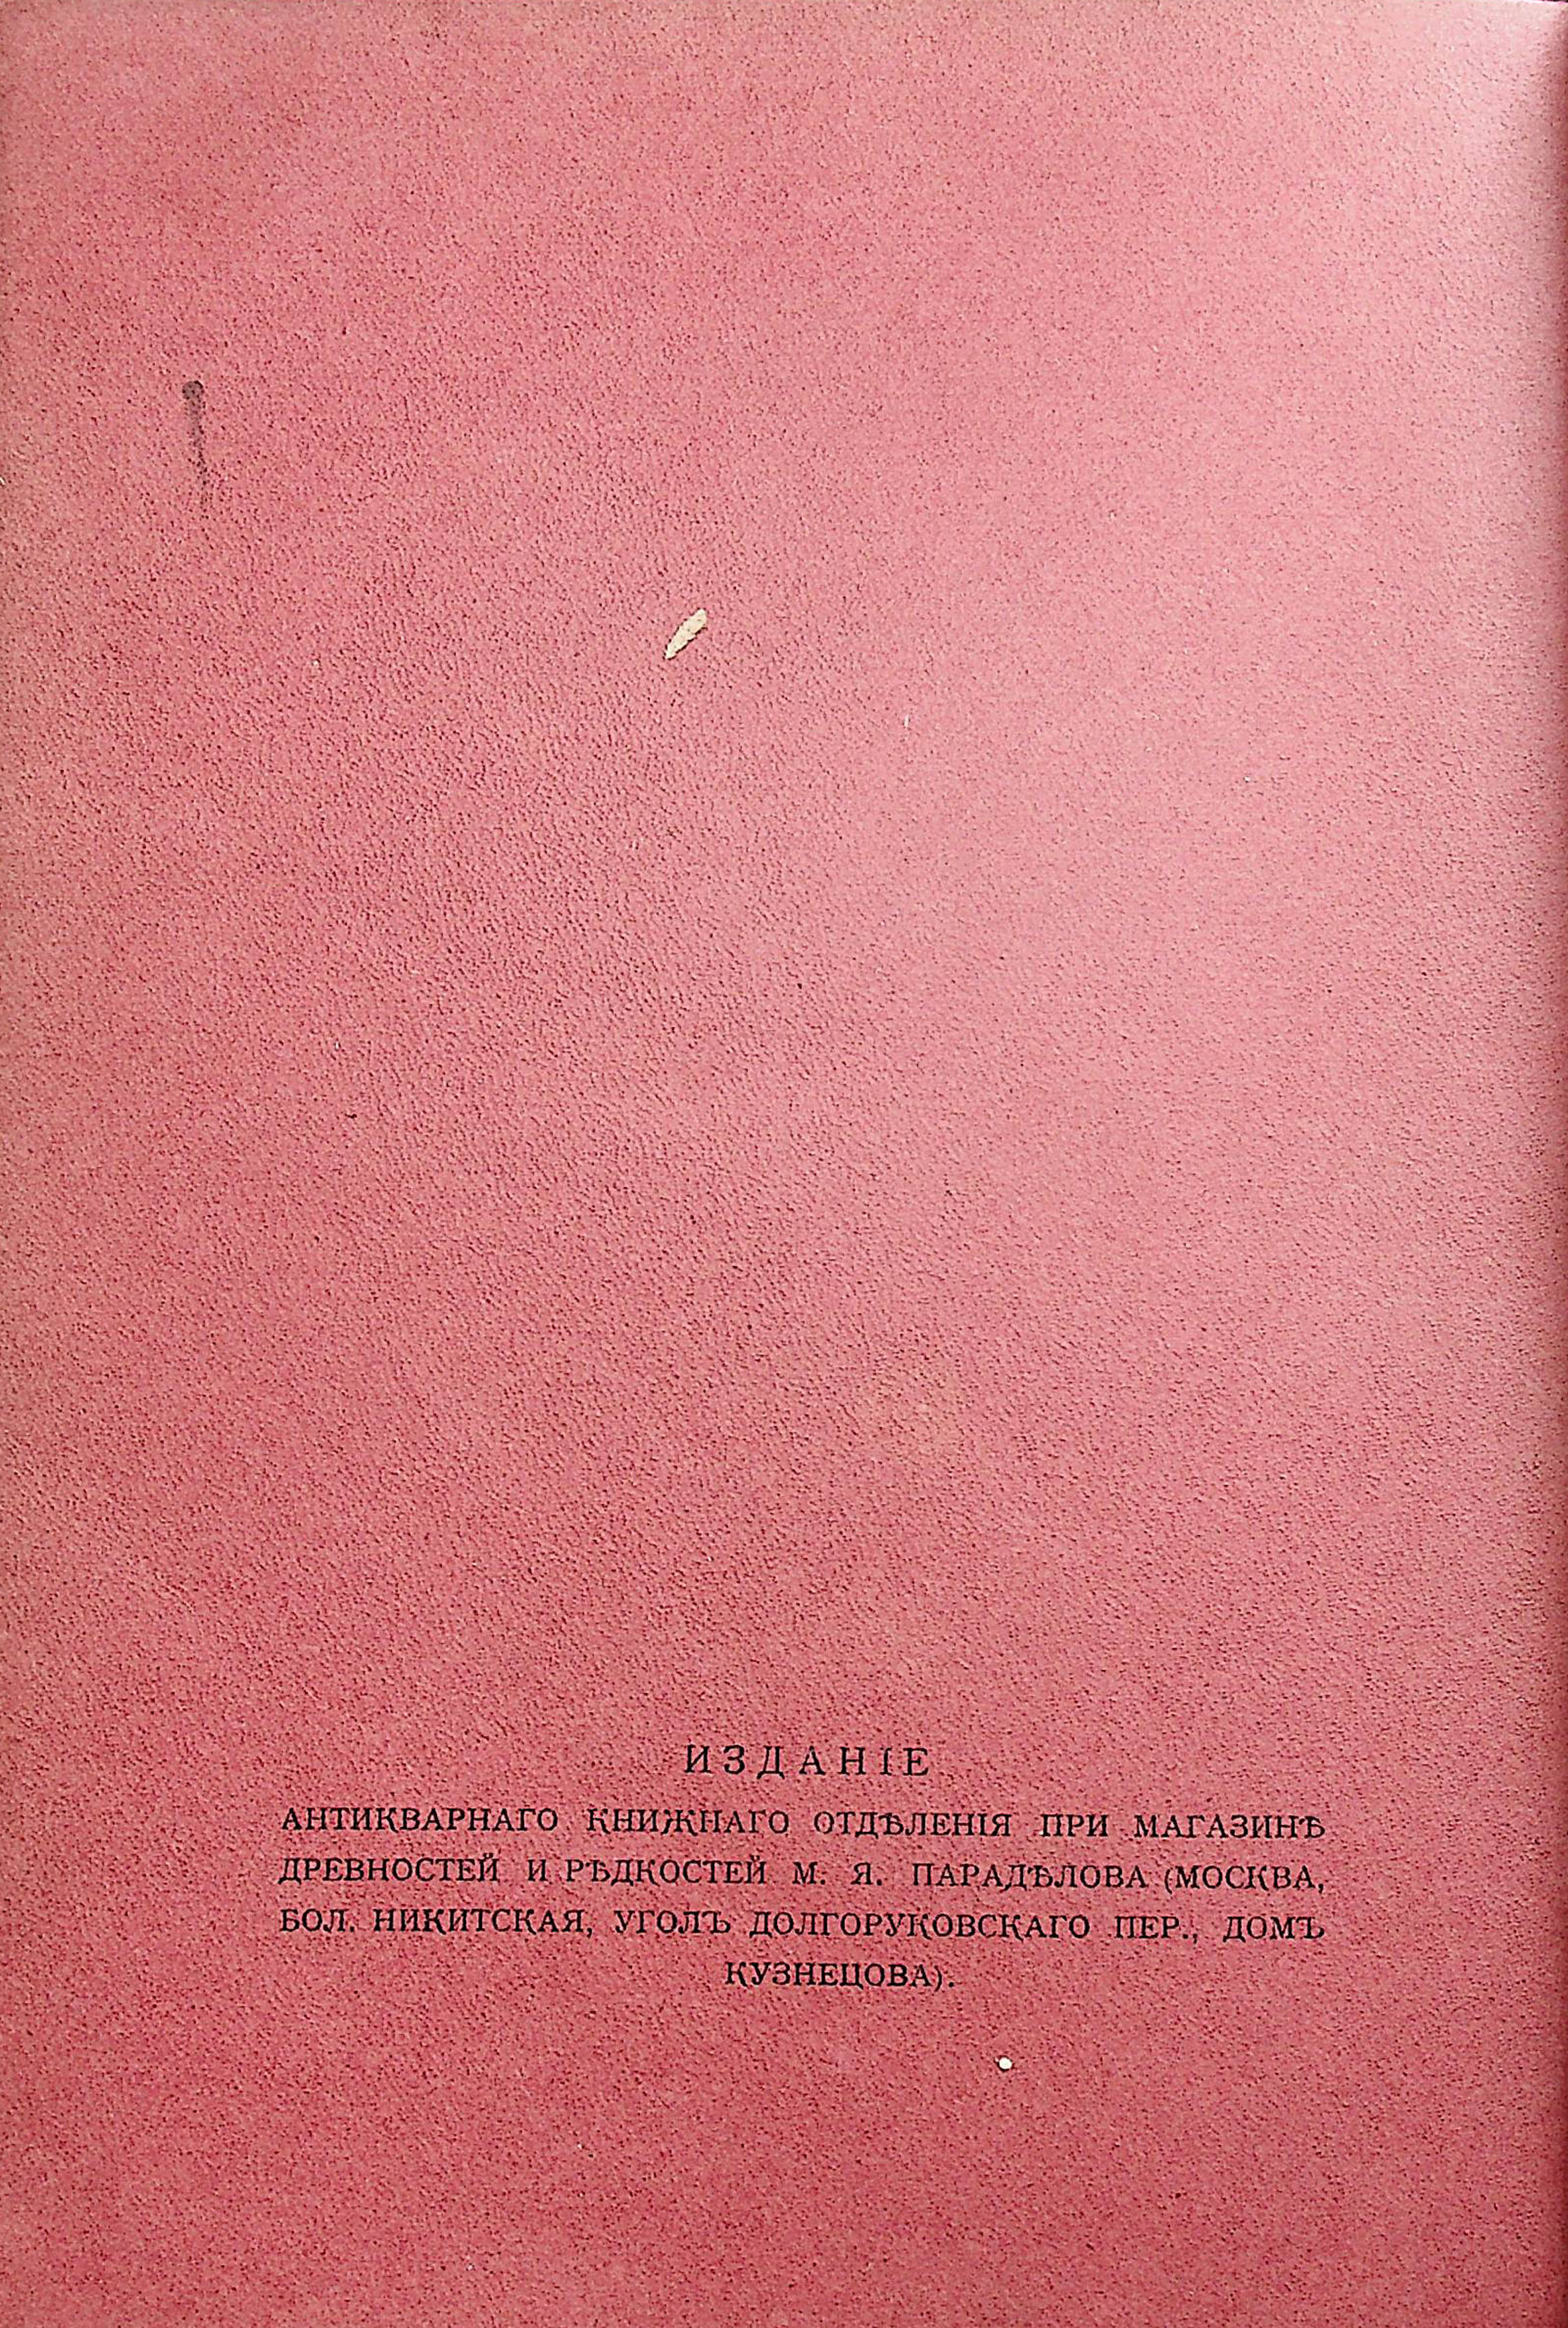 ИЗДАНІЕ
АНТИКВАРНАГО КНИЖНАГО ОТДѢЛЕНІЯ ПРИ МАГАЗИНѢ
ДРЕВНОСТЕЙ И РѢДКОСТЕЙ М. Я. ПАРАДѢЛОВА (МОСКВА,
БОЛ. НИКИТСКАЯ, УГОЛЪ ДОЛГОРУКОВСКАГО ПЕР., ДОМЪ
КУЗНЕЦОВА).